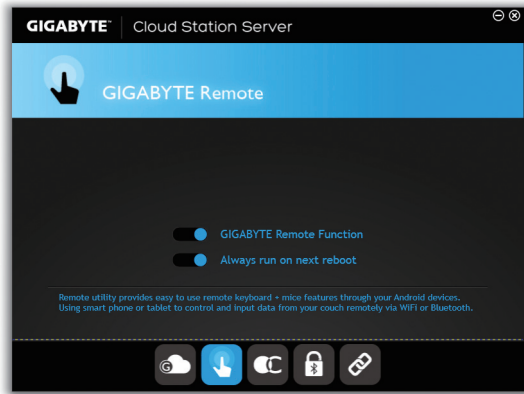 GIGABYTE™ Cloud Station Server
GIGABYTE Remote
GIGABYTE Remote Function
Always run on next reboot
Remote utility provides easy to use remote keyboard + mice features through your Android devices.
Using smart phone or tablet to control and input data from your couch remotely via WiFi or Bluetooth.
G